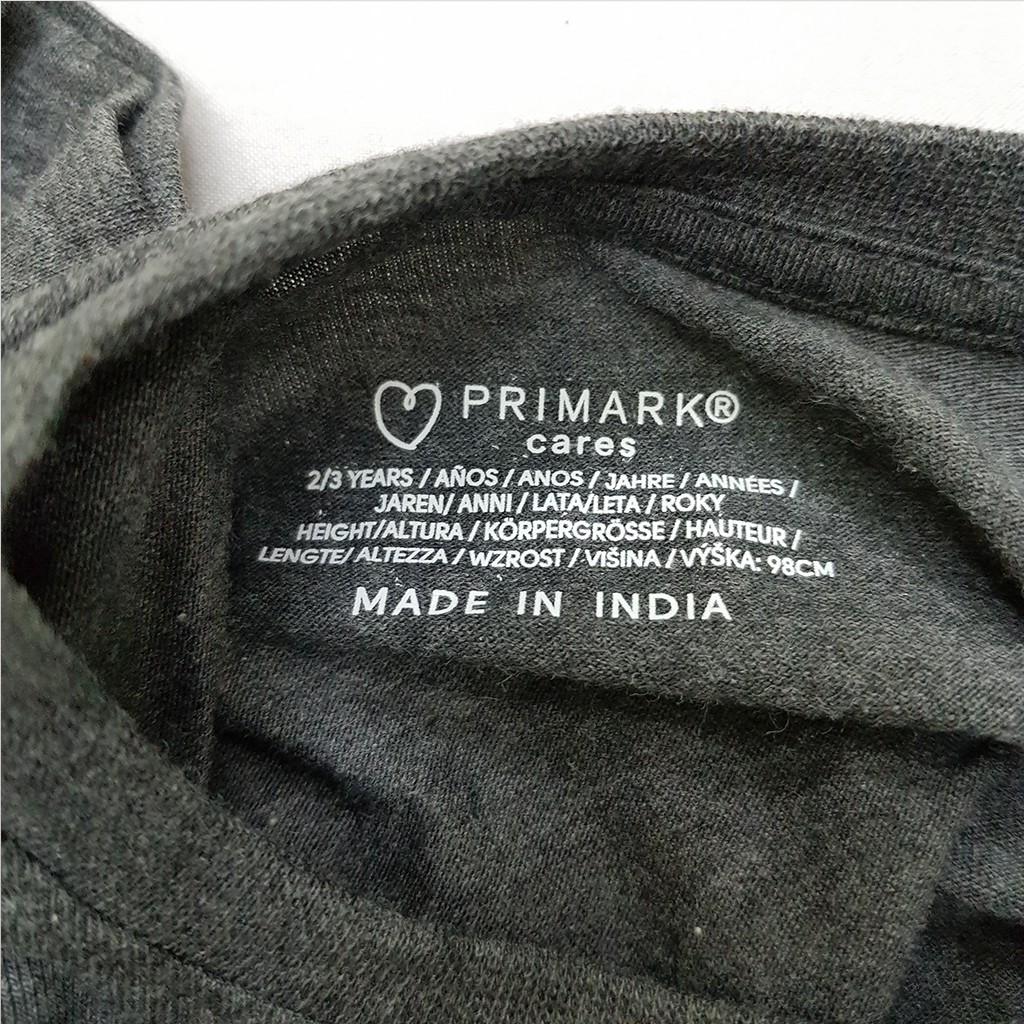 PRIMARK®
cares
2/3 YEARS / AÑOS / ANOS / JAHRE / ANNÉES /
JAREN/ ANNI / LATA/LETA / ROKY
HEIGHT/ALTURA / KÖRPERGRÖSSE / HAUTEUR /
LENGTE/ ALTEZZA / WZROST / VIŠINA / VÝŠKA: 98CM
MADE IN INDIA